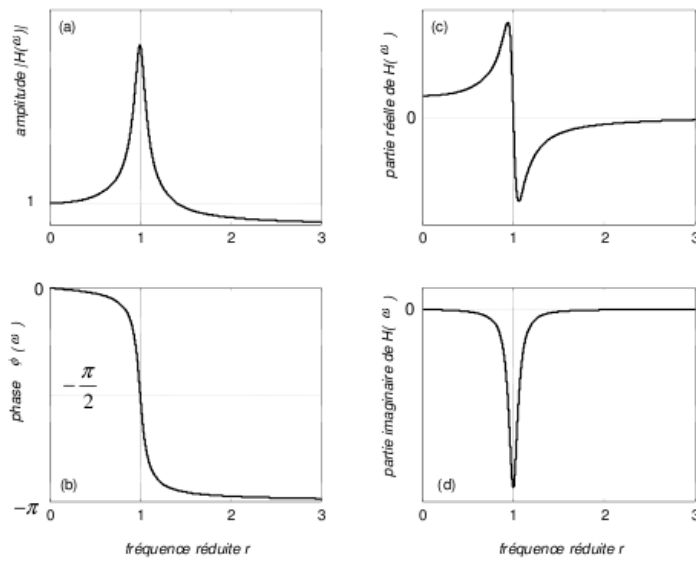 (a)
amplitude |H(ω)|
1
0 1 2 3
(c)
partie réelle de H(ω)
0
0 1 2 3
0
-π/2
-π
phase ϕ (ω)
(b)
0 1 2 3
fréquence réduite r
0
partie imaginaire de H(ω)
(d)
0 1 2 3
fréquence réduite r